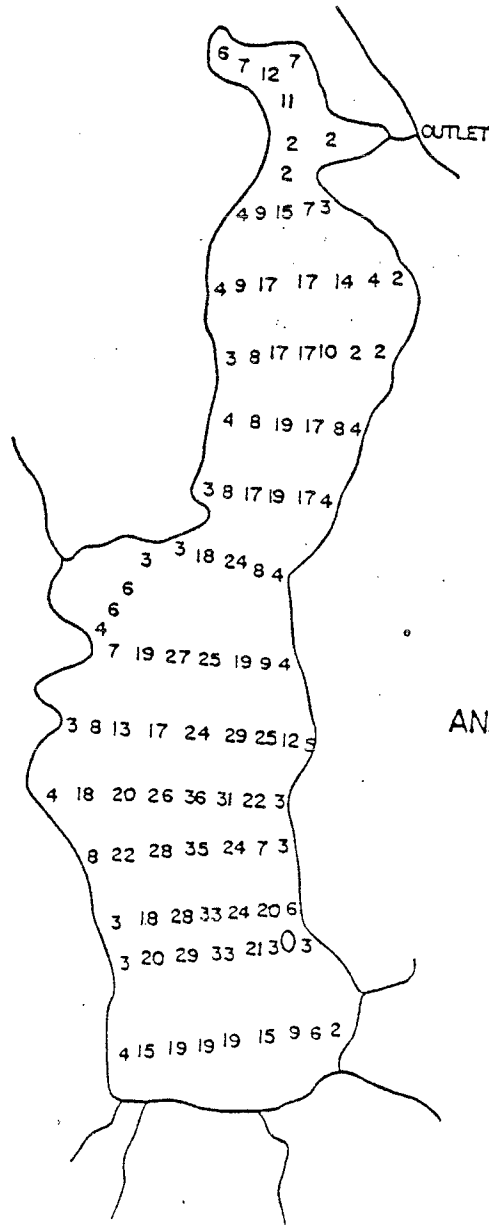 6 7 12 7
11
2 2 OUTLET
2
4 9 15 7 3
4 9 17 17 14 4 2
3 8 17 17 10 2 2
4 8 19 17 8 4
3 8 17 19 17 4
3 3 18 24 8 4
6
6
4
7 19 27 25 19 9 4
AN
3 8 13 17 24 29 25 12 5
4 18 20 26 36 31 22 3
8 22 28 35 24 7 3
3 18 28 33 24 20 6
3 20 29 33 21 3 3
4 15 19 19 19 15 9 6 2